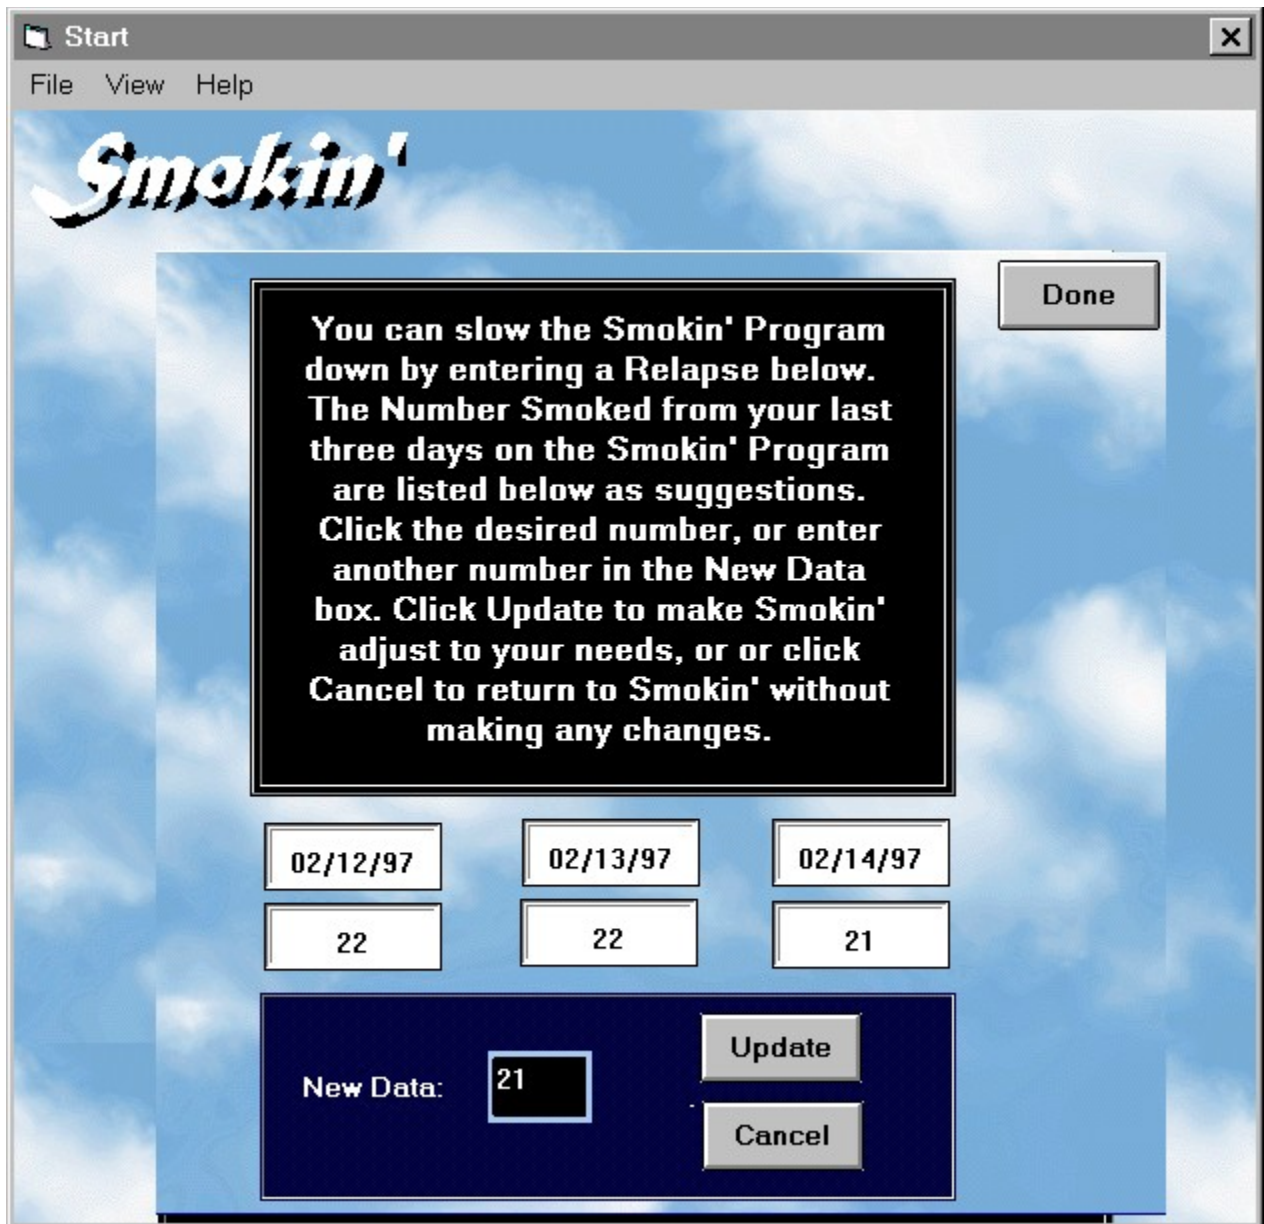 Start
File View Help
Smokin'
Done
You can slow the Smokin' Program
down by entering a Relapse below.
The Number Smoked from your last
three days on the Smokin' Program
are listed below as suggestions.
Click the desired number, or enter
another number in the New Data
box. Click Update to make Smokin'
adjust to your needs, or or click
Cancel to return to Smokin' without
making any changes.
02/12/97 02/13/97 02/14/97
22 22 21
Update
New Data: 21
Cancel